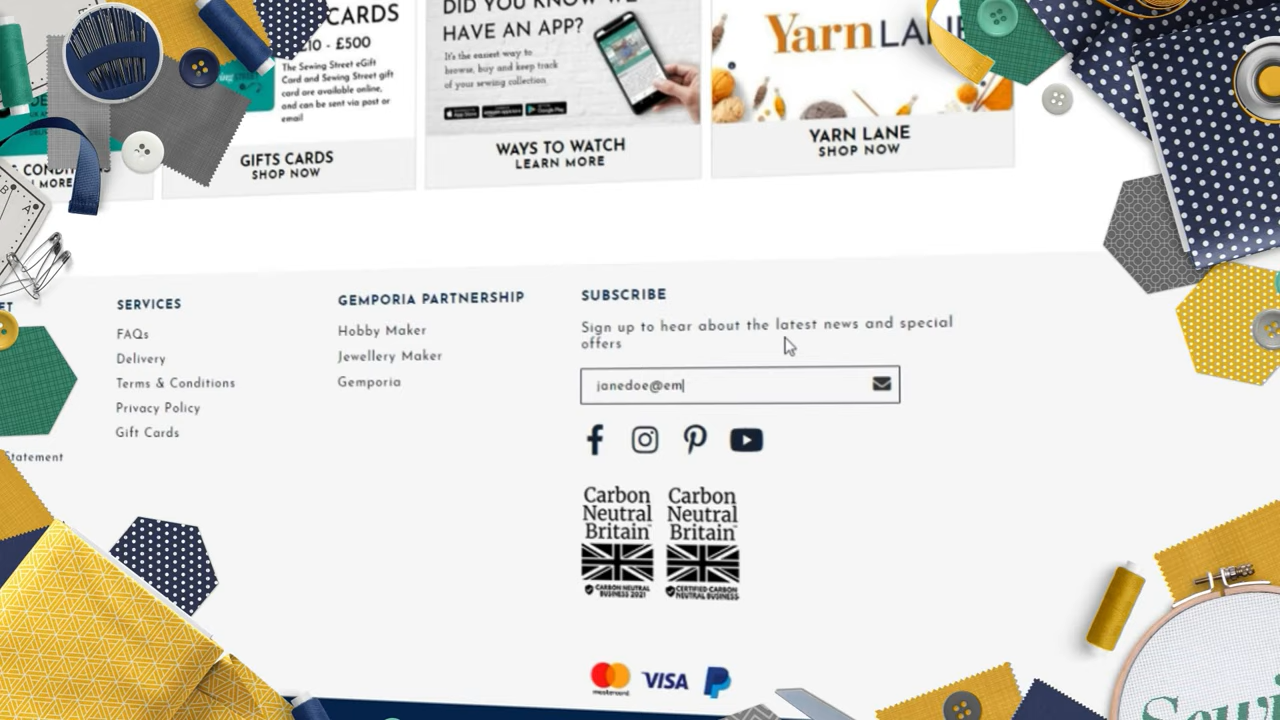 CARDS
£10 - £500
The Sewing Street eGift
Card and Sewing Street gift
card are available online,
and can be sent via post or
email
GIFTS CARDS
SHOP NOW
DID YOU KNOW WE
HAVE AN APP?
It's the easiest way to
browse, buy and keep track
of your sewing collection
WAYS TO WATCH
LEARN MORE
Yarn LANE
YARN LANE
SHOP NOW
MORE
SERVICES
FAQs
Delivery
Terms & Conditions
Privacy Policy
Gift Cards
Statement
GEMPORIA PARTNERSHIP
Hobby Maker
Jewellery Maker
Gemporia
SUBSCRIBE
Sign up to hear about the latest news and special
offers
janedoe@em
Carbon
Neutral
Britain
CARBON NEUTRAL
BUSINESS 2021
Carbon
Neutral
Britain
CERTIFIED CARBON
NEUTRAL BUSINESS
mastercard
VISA
Sewi